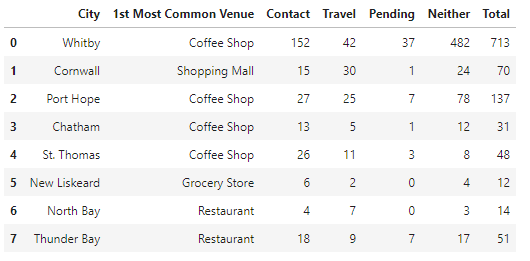 City 1st Most Common Venue Contact Travel Pending Neither Total
0 Whitby Coffee Shop 152 42 37 482 713
1 Cornwall Shopping Mall 15 30 1 24 70
2 Port Hope Coffee Shop 27 25 7 78 137
3 Chatham Coffee Shop 13 5 1 12 31
4 St. Thomas Coffee Shop 26 11 3 8 48
5 New Liskeard Grocery Store 6 2 0 4 12
6 North Bay Restaurant 4 7 0 3 14
7 Thunder Bay Restaurant 18 9 7 17 51